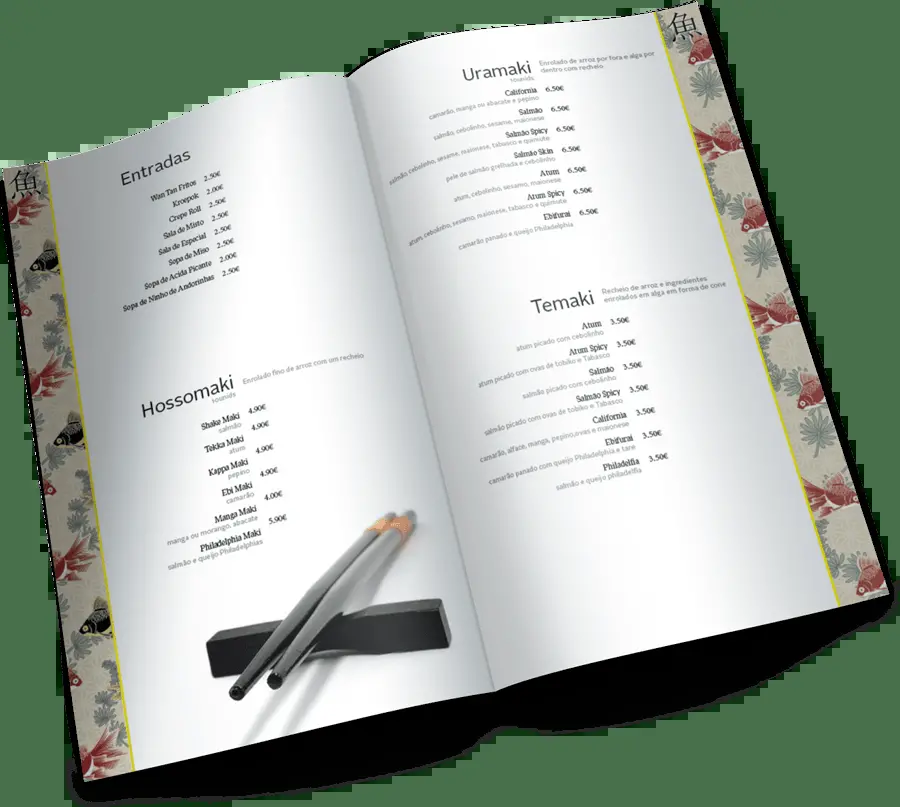 魚
Entradas
Wan Tan Fritos 2.50€
Kroepok 2.00€
Crepe Roll 2.50€
Sala de Misto 2.50€
Sala de Especial 2.50€
Sopa de Miso 2.50€
Sopa de Acida Picante 2.00€
Sopa de Ninho de Andorinhas 2.50€
Hossomaki Enrolado fino de arroz com um recheio
Shake Maki 4.90€
salmão
Tekka Maki 4.90€
atum
Kappa Maki 4.90€
pepino
Ebi Maki 4.90€
camarão
Manga Maki 4.00€
manga ou morango, abacate
Philadelphia Maki 5.90€
salmão e queijo Philadelphias
魚
Uramaki Enrolado de arroz por fora e alga por
dentro com recheio
California 6.50€
camarão, manga ou abacate e pepino
Salmão 6.50€
salmão, cebolinho, sesame, maionese
Salmão Spicy 6.50€
salmão, cebolinho, sesame, maionese, tabasco e quimute
Salmão Skin 6.50€
pele de salmão grelhada e cebolinho
Atum 6.50€
atum, cebolinho, sesamo, maionese
Atum Spicy 6.50€
atum, cebolinho, sesamo, maionese, tabasco e quimute
Ebifurai 6.50€
camarão panado e queijo Philadelphia
Temaki Recheio de arroz e ingredientes
enrolados em alga em forma de cone
Atum 3.50€
atum picado com cebolinho
Atum Spicy 3.50€
atum picado com ovas de tobiko e Tabasco
Salmão 3.50€
salmão picado com cebolinho
Salmão Spicy 3.50€
salmão picado com ovas de tobiko e Tabasco
California 3.50€
camarão, alface, manga, pepino,ovas e maionese
Ebifurai 3.50€
camarão panado com queijo Philadelphia e tare
Philadelfia 3.50€
salmão e queijo philadelfia